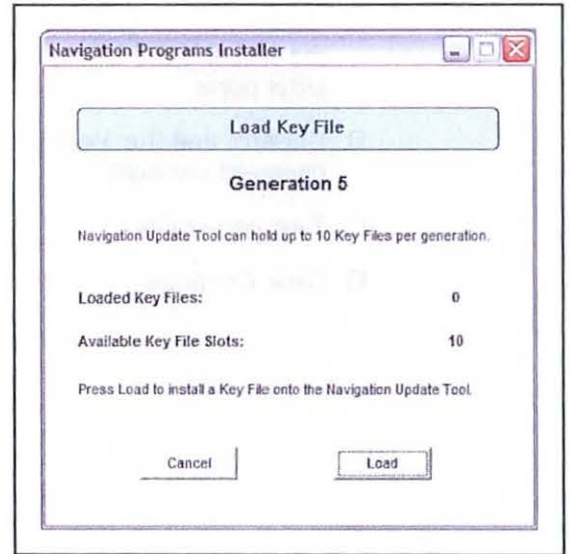 Navigation Programs Installer
Load Key File
Generation 5
Navigation Update Tool can hold up to 10 Key Files per generation.
Loaded Key Files: 0
Available Key File Slots: 10
Press Load to install a Key File onto the Navigation Update Tool.
Cancel Load